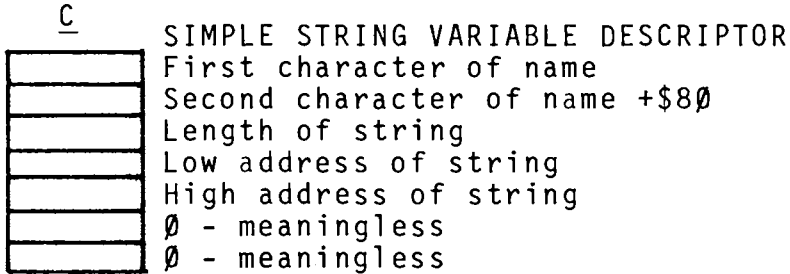 C
SIMPLE STRING VARIABLE DESCRIPTOR
First character of name
Second character of name +$8Ø
Length of string
Low address of string
High address of string
Ø - meaningless
Ø - meaningless